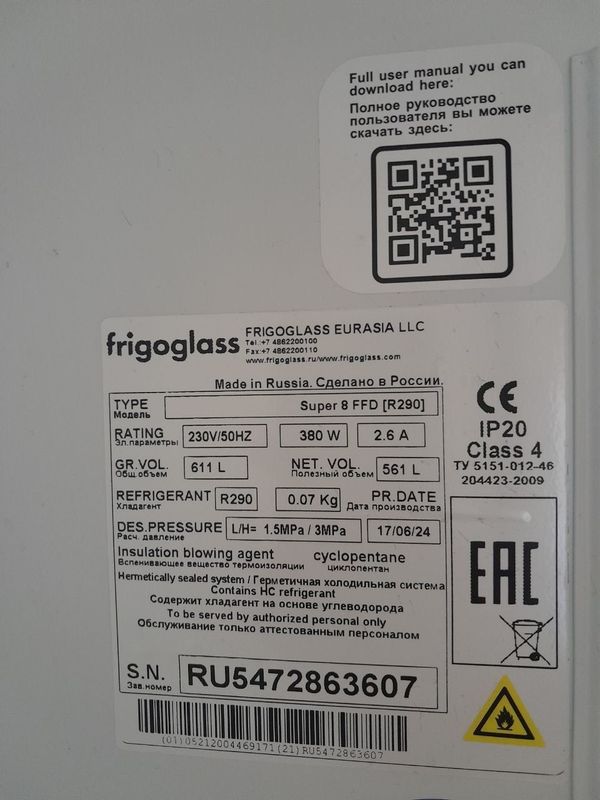 Full user manual you can
download here:
Полное руководство
пользователя вы можете
скачать здесь:
frigoglass
FRIGOGLASS EURASIA LLC
Tel.:+7 4862200100
Fax:+7 4862200110
www.frigoglass.ru/www.frigoglass.com
Made in Russia. Сделано в России.
TYPE
Модель
Super 8 FFD [R290]
RATING
Эл.параметры
230V/50HZ
380 W
2.6 A
GR.VOL.
Общ.объем
611 L
NET. VOL.
Полезный объем
561 L
REFRIGERANT
Хладагент
R290
0.07 Kg
PR.DATE
Дата производства
DES.PRESSURE
Расч. давление
L/H= 1.5MPa / 3MPa
17/06/24
Insulation blowing agent
Вспенивающее вещество термоизоляции
cyclopentane
циклопентан
Hermetically sealed system / Герметичная холодильная система
Contains HC refrigerant
Содержит хладагент на основе углеводорода
To be served by authorized personal only
Обслуживание только аттестованным персоналом
S.N.
Зав.номер
RU5472863607
(01)05212004469171(21)RU5472863607
CE
IP20
Class 4
ТУ 5151-012-46
204423-2009
EAC